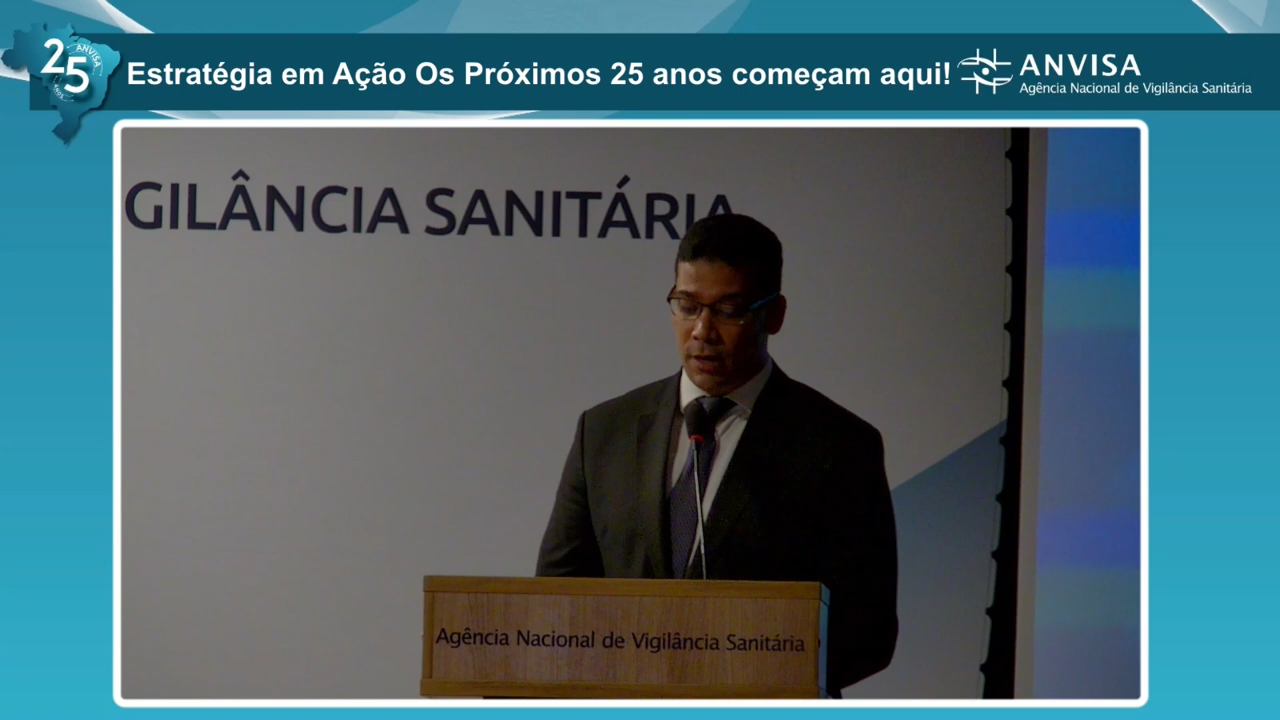 25
ANVISA
Estratégia em Ação Os Próximos 25 anos começam aqui!
ANVISA
Agência Nacional de Vigilância Sanitária
GILÂNCIA SANITÁRIA
Agência Nacional de Vigilância Sanitária